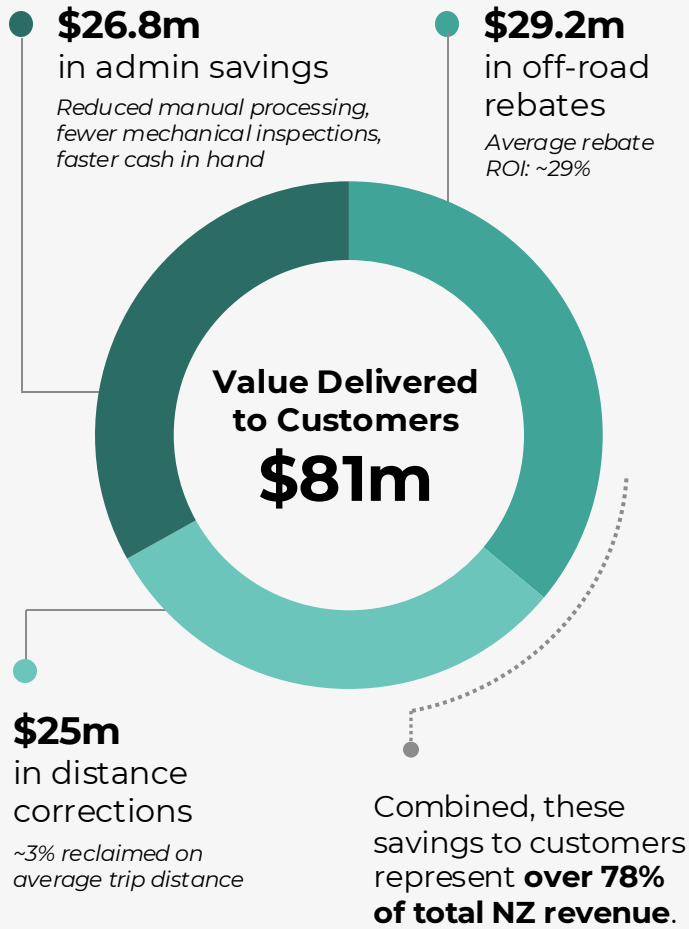 $26.8m
in admin savings
Reduced manual processing,
fewer mechanical inspections,
faster cash in hand
$29.2m
in off-road
rebates
Average rebate
ROI: ~29%
Value Delivered
to Customers
$81m
$25m
in distance
corrections
~3% reclaimed on
average trip distance
Combined, these
savings to customers
represent over 78%
of total NZ revenue.